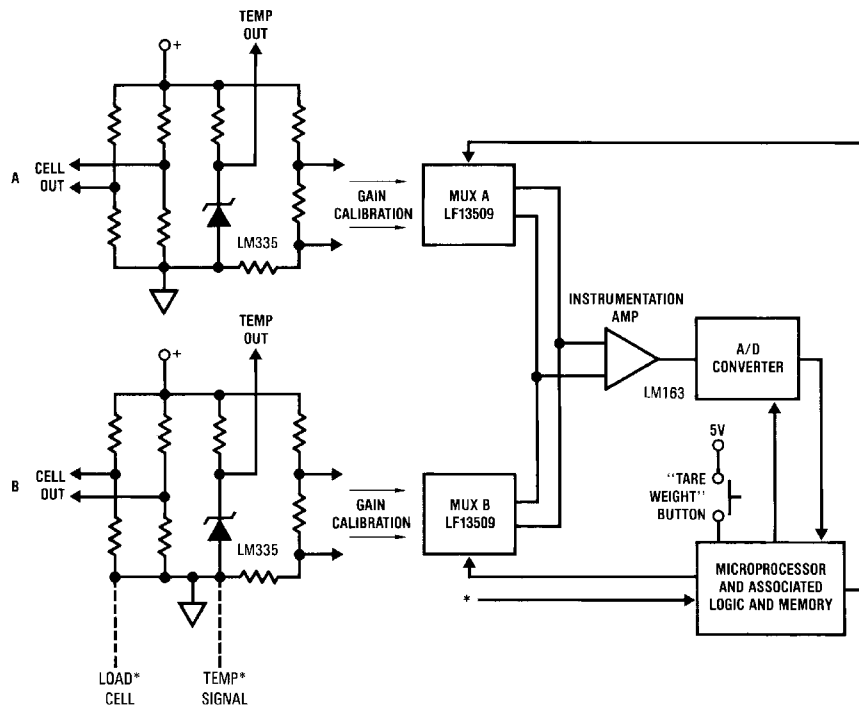 TEMP
OUT
+
A
CELL
OUT
LM335
GAIN
CALIBRATION
MUX A
LF13509
INSTRUMENTATION
AMP
LM163
A/D
CONVERTER
TEMP
OUT
+
B
CELL
OUT
LM335
GAIN
CALIBRATION
MUX B
LF13509
5V
"TARE
WEIGHT"
BUTTON
MICROPROCESSOR
AND ASSOCIATED
LOGIC AND MEMORY
*
LOAD*
CELL
TEMP*
SIGNAL